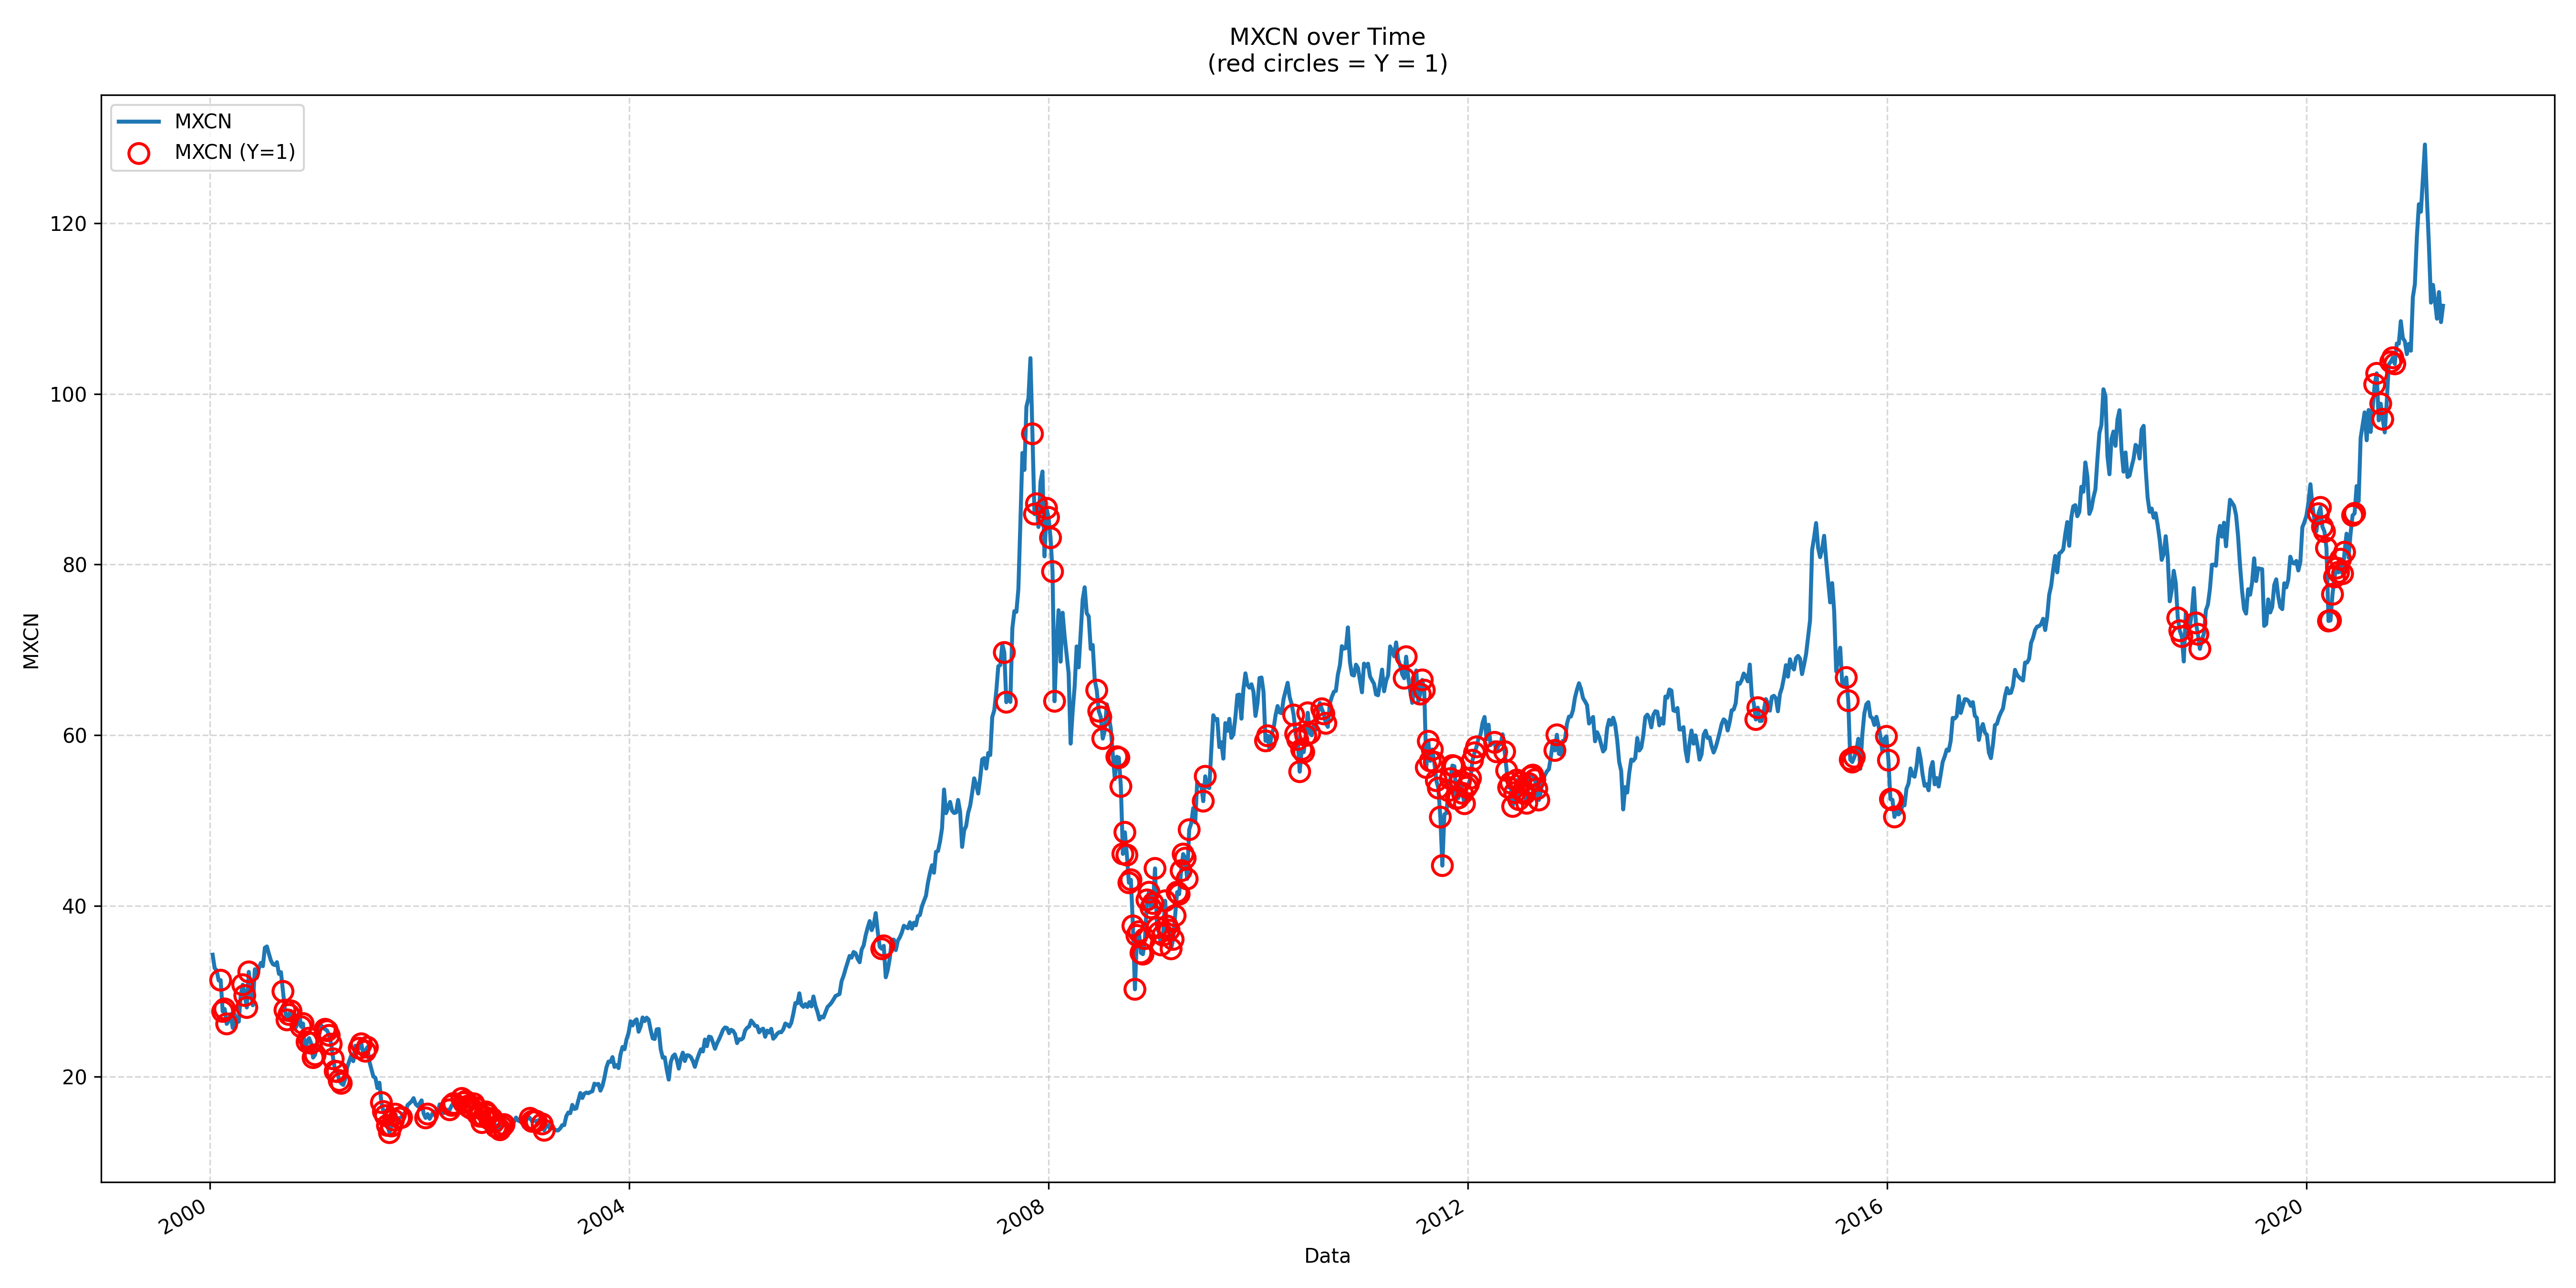 MXCN over Time
(red circles = Y = 1)
MXCN
MXCN (Y=1)
120
100
80
60
40
20
MXCN
2000
2004
2008
2012
2016
2020
Data